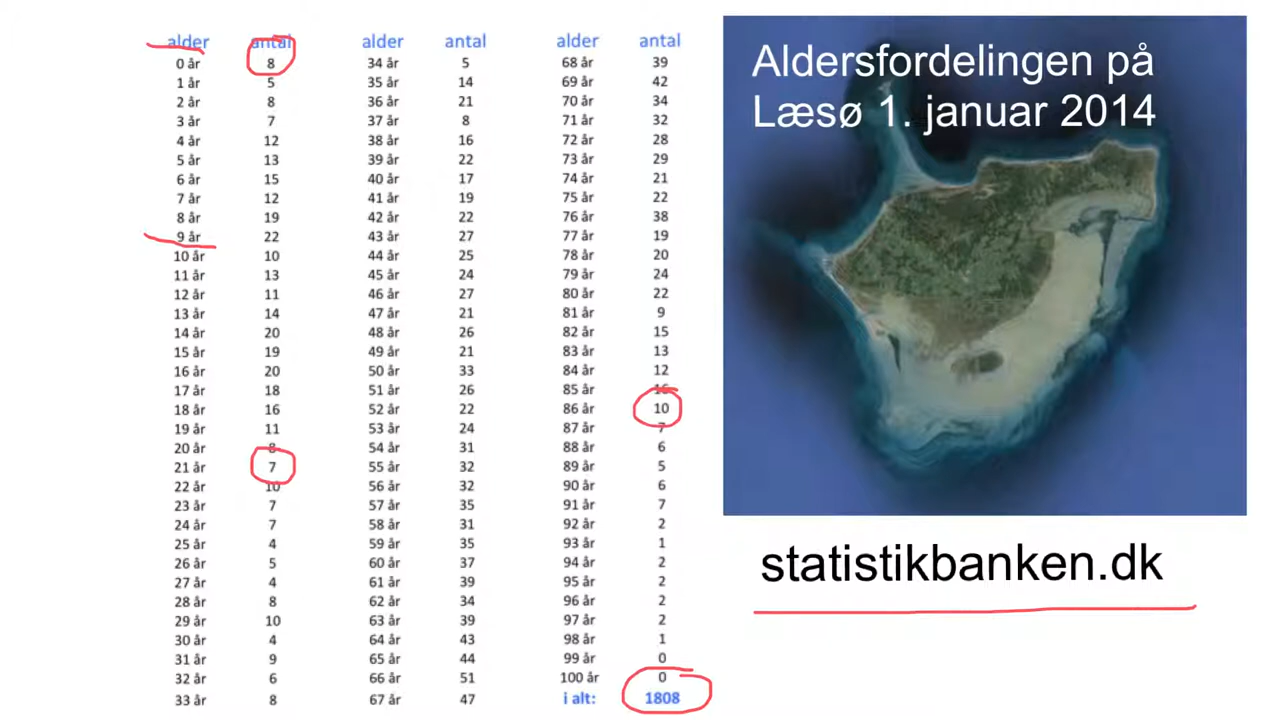 alder antal alder antal alder antal
0 år 8 34 år 5 68 år 39
1 år 5 35 år 14 69 år 42
2 år 8 36 år 21 70 år 34
3 år 7 37 år 8 71 år 32
4 år 12 38 år 16 72 år 28
5 år 13 39 år 22 73 år 29
6 år 15 40 år 17 74 år 21
7 år 12 41 år 19 75 år 22
8 år 19 42 år 22 76 år 38
9 år 22 43 år 27 77 år 19
10 år 10 44 år 25 78 år 20
11 år 13 45 år 24 79 år 24
12 år 11 46 år 27 80 år 22
13 år 14 47 år 21 81 år 9
14 år 20 48 år 26 82 år 15
15 år 19 49 år 21 83 år 13
16 år 20 50 år 33 84 år 12
17 år 18 51 år 26 85 år 16
18 år 16 52 år 22 86 år 10
19 år 11 53 år 24 87 år 7
20 år 8 54 år 31 88 år 6
21 år 7 55 år 32 89 år 5
22 år 10 56 år 32 90 år 6
23 år 7 57 år 35 91 år 7
24 år 7 58 år 31 92 år 2
25 år 4 59 år 35 93 år 1
26 år 5 60 år 37 94 år 2
27 år 4 61 år 39 95 år 2
28 år 8 62 år 34 96 år 2
29 år 10 63 år 39 97 år 2
30 år 4 64 år 43 98 år 1
31 år 9 65 år 44 99 år 0
32 år 6 66 år 51 100 år 0
33 år 8 67 år 47 i alt: 1808
Aldersfordelingen på
Læsø 1. januar 2014
statistikbanken.dk